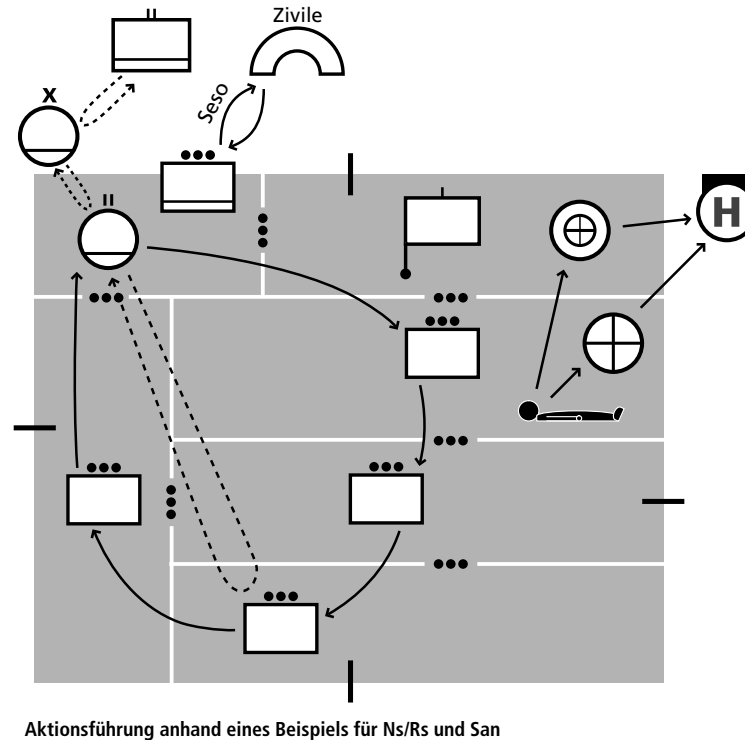 Zivile
Seso
X
H
Aktionsführung anhand eines Beispiels für Ns/Rs und San